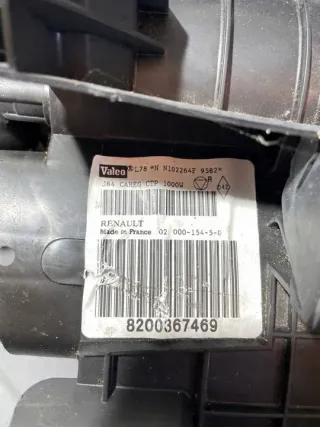 Valeo ®L78 *N N102264F 9582*
J84 CAREG CTP 1000W R
RENAULT
Made in France 02 000-154-5-0
8200367469